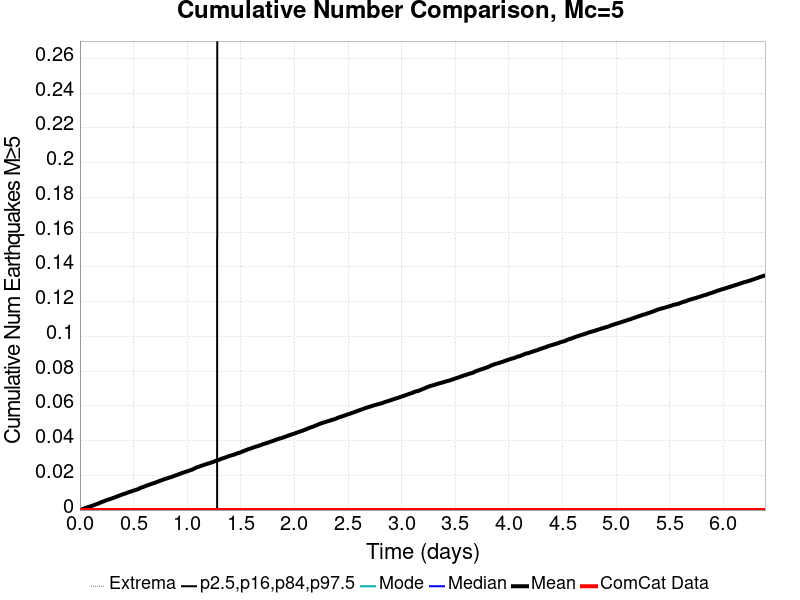 Cumulative Number Comparison, Mc=5
Cumulative Num Earthquakes M≥5
0.26
0.24
0.22
0.2
0.18
0.16
0.14
0.12
0.1
0.08
0.06
0.04
0.02
0
0.0 0.5 1.0 1.5 2.0 2.5 3.0 3.5 4.0 4.5 5.0 5.5 6.0
Time (days)
Extrema p2.5,p16,p84,p97.5 Mode Median Mean ComCat Data